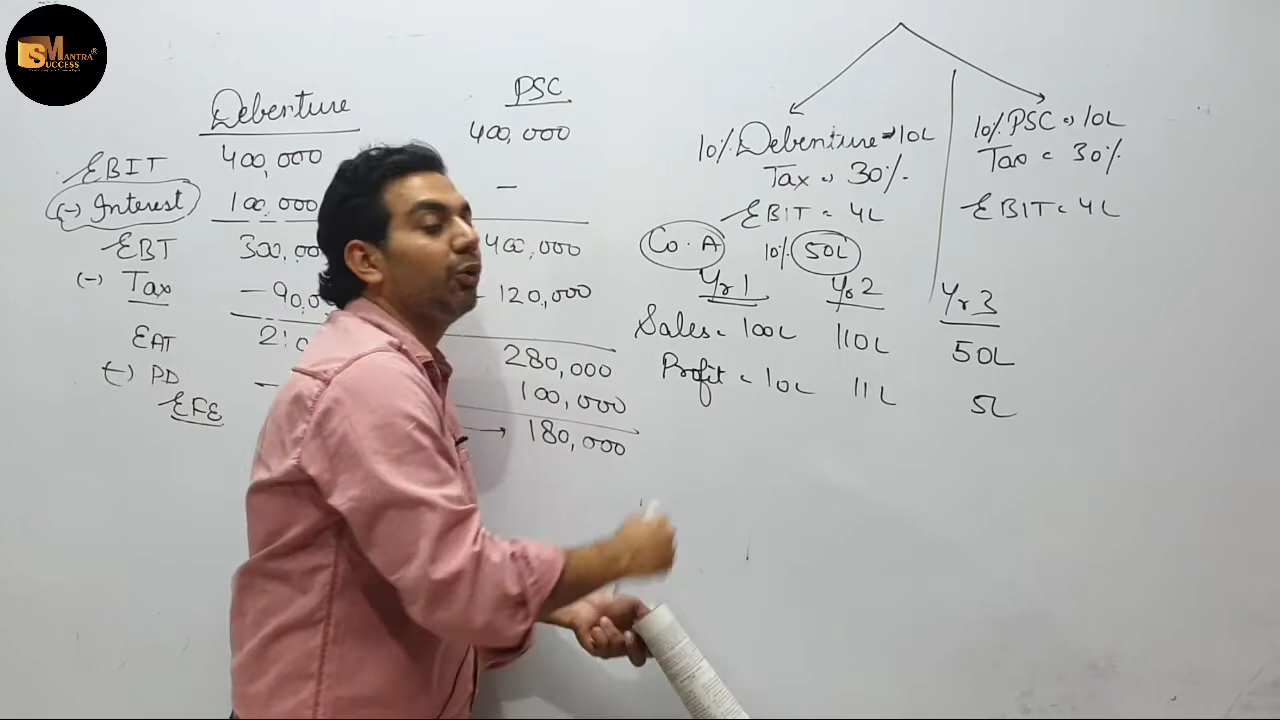 MANTRA®
SUCCESS
Debenture
PSC
EBIT 400,000 400,000
(-) Interest 100,000 —
EBT 300,00 400,000
(-) Tax — 90,0 - 120,000
EAT 280,000
(-) PD — 100,000
EFE → 180,000
10% Debenture = 10L
Tax = 30%.
EBIT = 4L
10% PSC = 10L
Tax = 30%
EBIT = 4L
Co. A 10% 50L
Yr 1 Yr 2 Yr 3
Sales = 100L 110L 50L
Profit = 10L 11L 5L